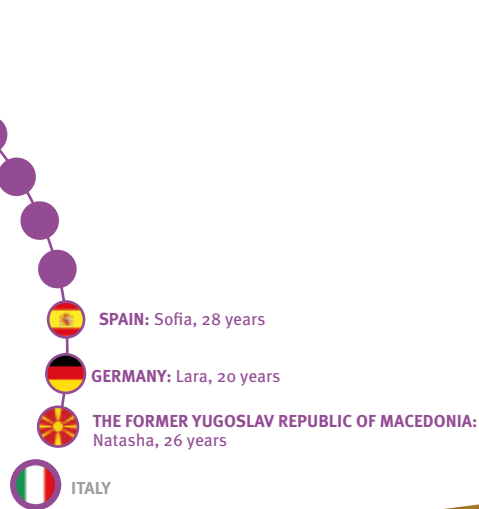 SPAIN: Sofia, 28 years
GERMANY: Lara, 20 years
THE FORMER YUGOSLAV REPUBLIC OF MACEDONIA:
Natasha, 26 years
ITALY